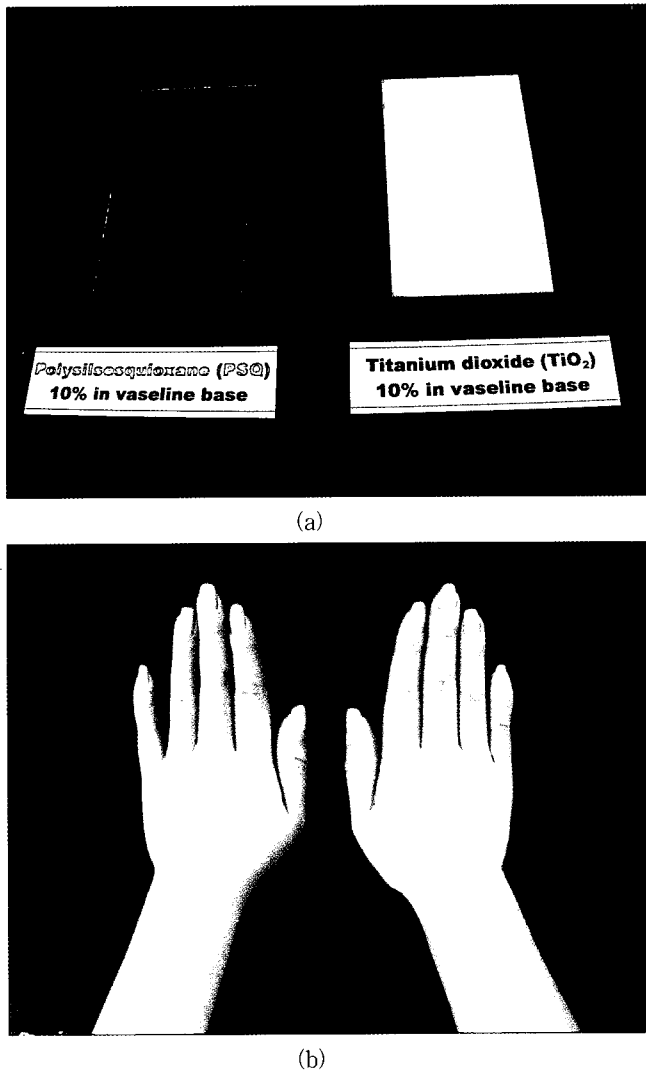 Polysilsesquioxane (PSQ)
10% in vaseline base
Titanium dioxide (TiO₂)
10% in vaseline base
(a)
(b)